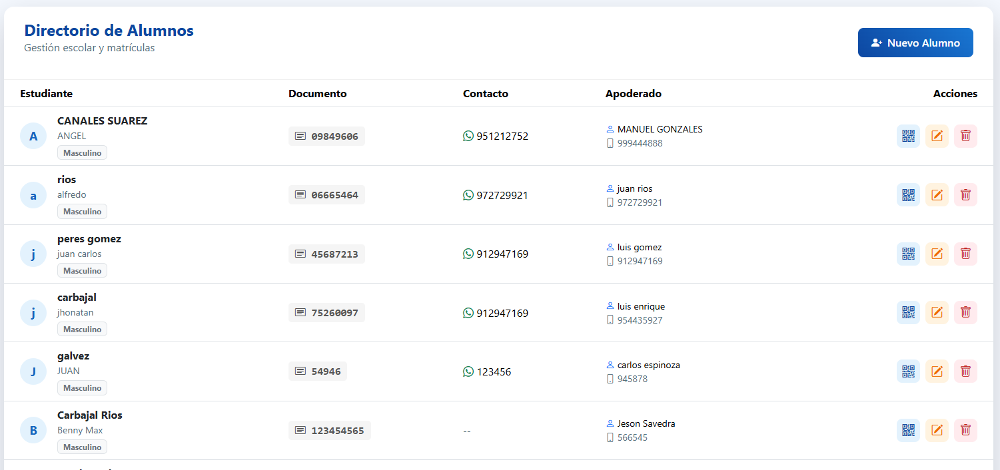 Directorio de Alumnos
Gestión escolar y matrículas
Nuevo Alumno
Estudiante Documento Contacto Apoderado Acciones
A
CANALES SUAREZ
ANGEL
Masculino
09849606
951212752
MANUEL GONZALES
999444888
a
rios
alfredo
Masculino
06665464
972729921
juan rios
972729921
j
peres gomez
juan carlos
Masculino
45687213
912947169
luis gomez
912947169
j
carbajal
jhonatan
Masculino
75260097
912947169
luis enrique
954435927
J
galvez
JUAN
Masculino
54946
123456
carlos espinoza
945878
B
Carbajal Rios
Benny Max
Masculino
123454565
--
Jeson Savedra
566545